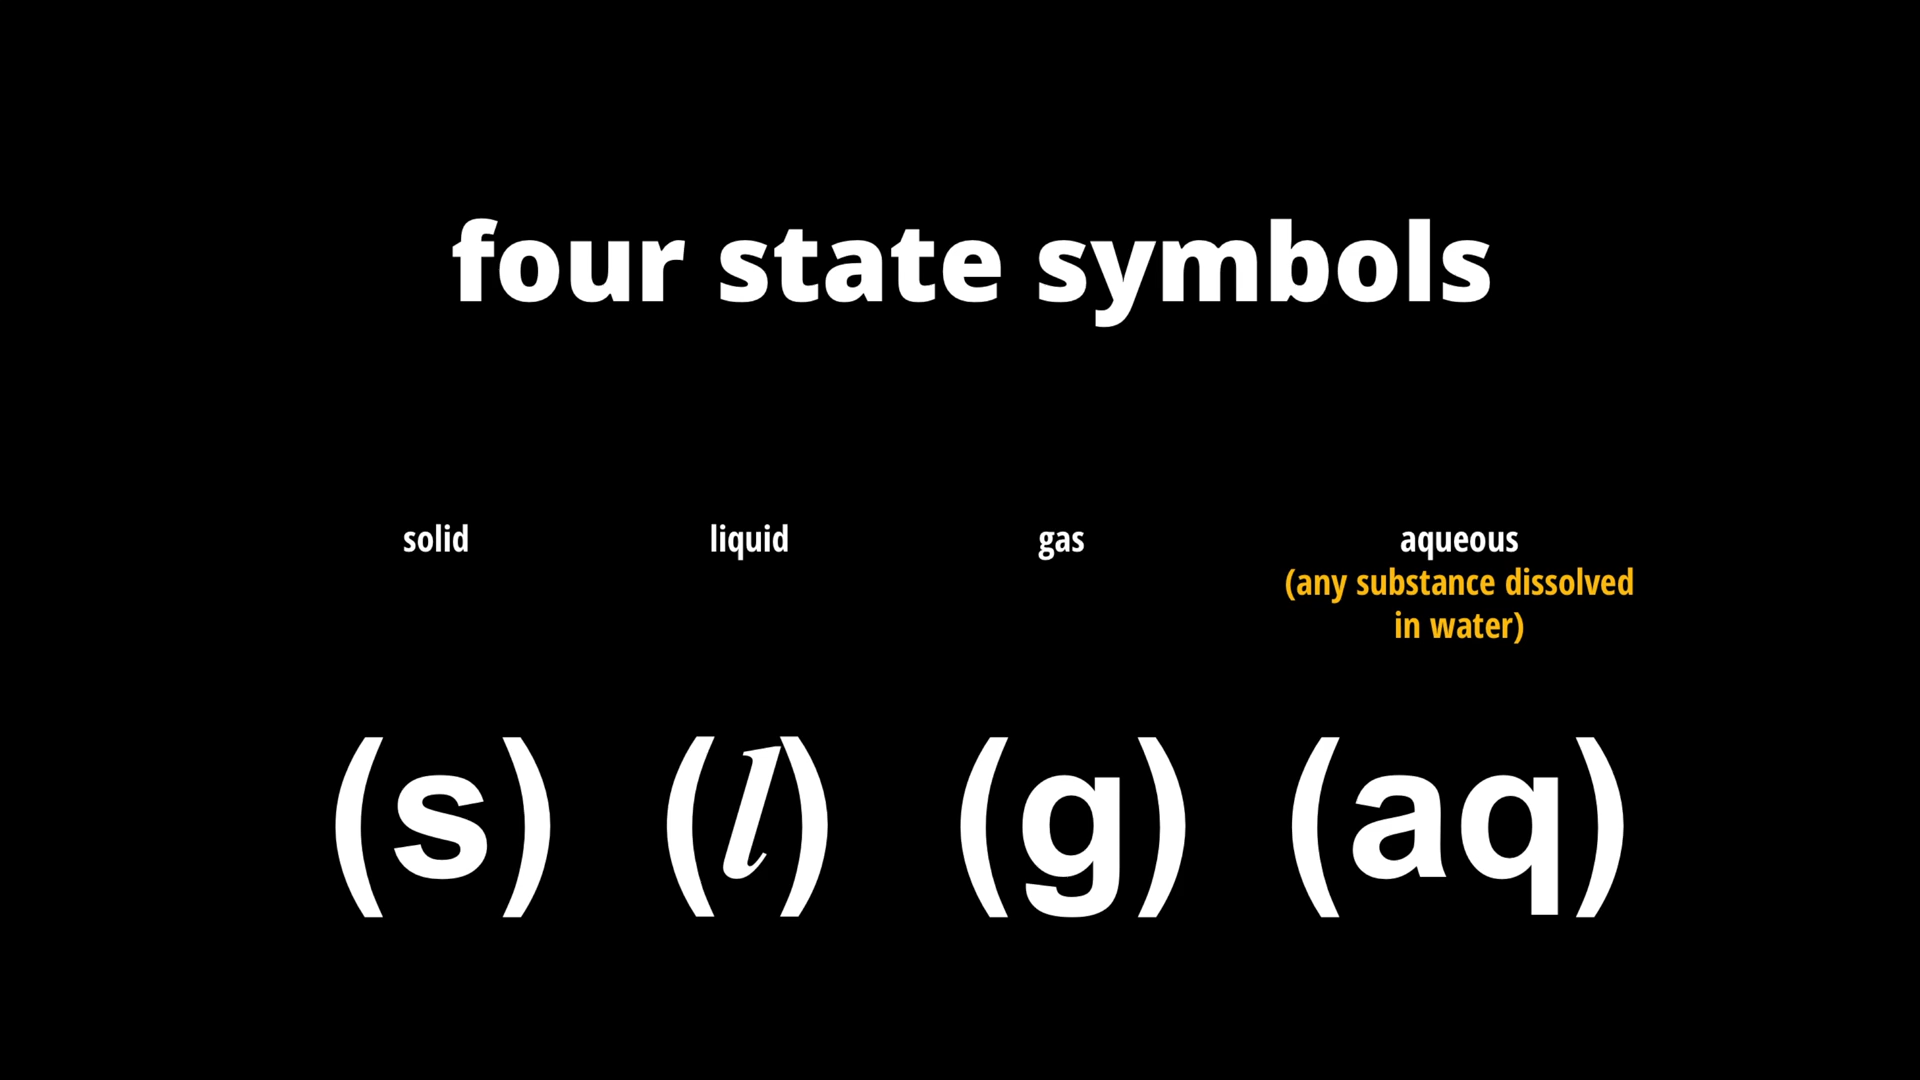 four state symbols
solid liquid gas aqueous
(any substance dissolved
in water)
(s) (l) (g) (aq)